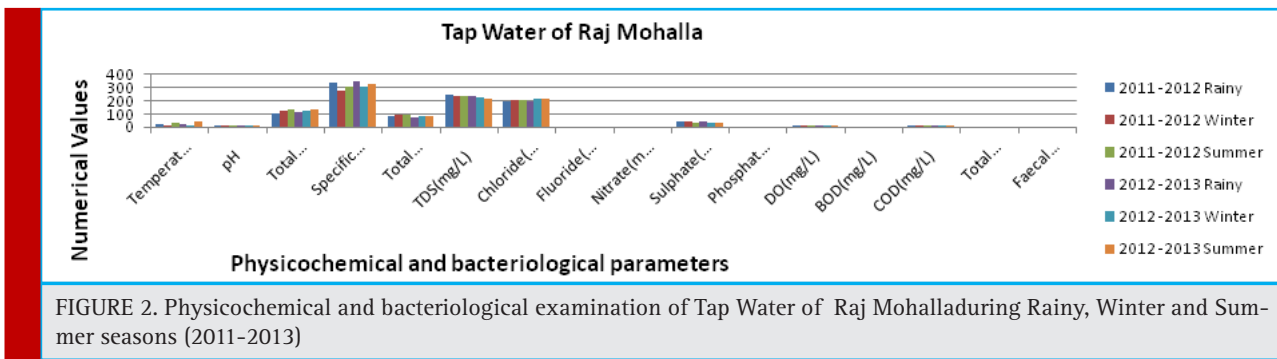 Tap Water of Raj Mohalla
Numerical Values
400
300
200
100
0
Temperat...
pH
Total...
Specific...
Total...
TDS(mg/L)
Chloride(...
Fluoride(...
Nitrate(m...
Sulphate(...
Phosphat...
DO(mg/L)
BOD(mg/L)
COD(mg/L)
Total...
Faecal...
Physicochemical and bacteriological parameters
2011-2012 Rainy
2011-2012 Winter
2011-2012 Summer
2012-2013 Rainy
2012-2013 Winter
2012-2013 Summer
FIGURE 2. Physicochemical and bacteriological examination of Tap Water of Raj Mohalladuring Rainy, Winter and Sum-
mer seasons (2011-2013)